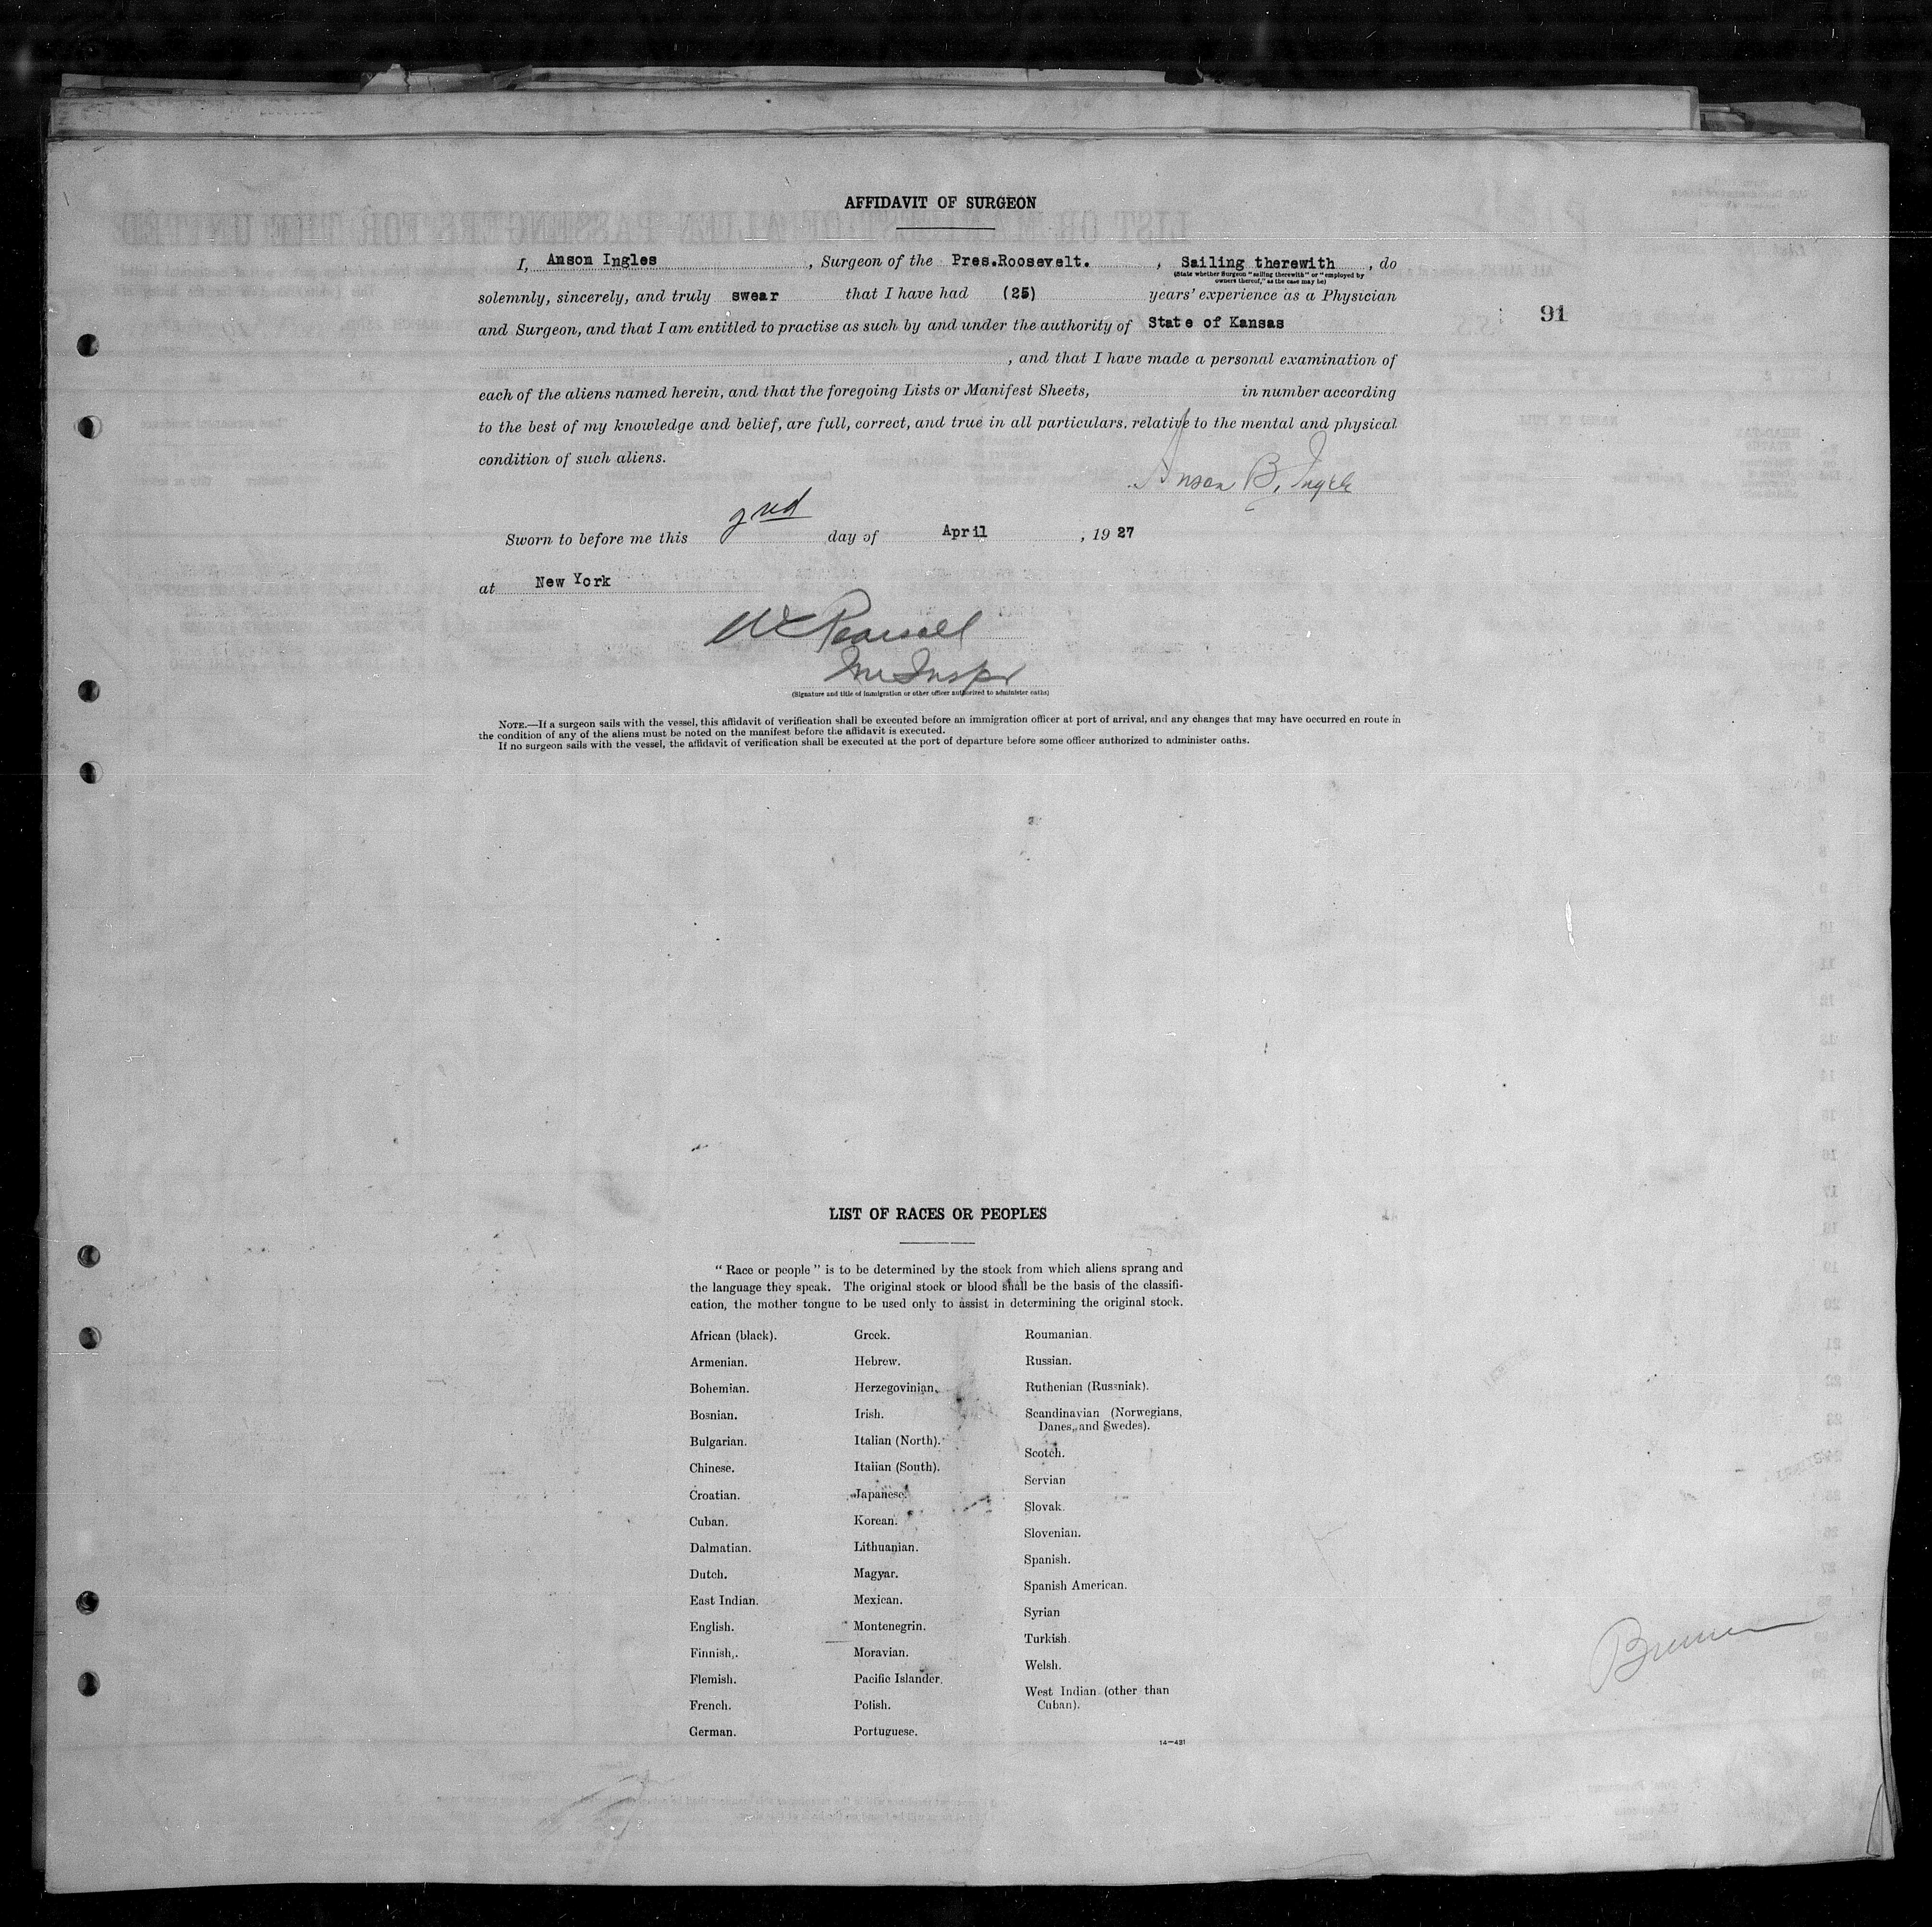 AFFIDAVIT OF SURGEON
I, Anson Ingles , Surgeon of the Pres.Roosevelt. , Sailing therewith , do
(State whether Surgeon "sailing therewith" or "employed by
owners thereof," as the case may be)
solemnly, sincerely, and truly swear that I have had (25) years' experience as a Physician
91
and Surgeon, and that I am entitled to practise as such by and under the authority of State of Kansas
, and that I have made a personal examination of
each of the aliens named herein, and that the foregoing Lists or Manifest Sheets, in number according
to the best of my knowledge and belief, are full, correct, and true in all particulars, relative to the mental and physical
condition of such aliens.
Anson B. Ingles
Sworn to before me this 2nd day of April , 1927
at New York
Pearsall
Im Inspr
(Signature and title of immigration or other officer authorized to administer oaths)
NOTE.—If a surgeon sails with the vessel, this affidavit of verification shall be executed before an immigration officer at port of arrival, and any changes that may have occurred en route in
the condition of any of the aliens must be noted on the manifest before the affidavit is executed.
If no surgeon sails with the vessel, the affidavit of verification shall be executed at the port of departure before some officer authorized to administer oaths.
LIST OF RACES OR PEOPLES
"Race or people" is to be determined by the stock from which aliens sprang and
the language they speak. The original stock or blood shall be the basis of the classifi-
cation, the mother tongue to be used only to assist in determining the original stock.
African (black).
Armenian.
Bohemian.
Bosnian.
Bulgarian.
Chinese.
Croatian.
Cuban.
Dalmatian.
Dutch.
East Indian.
English.
Finnish.
Flemish.
French.
German.
Greek.
Hebrew.
Herzegovinian.
Irish.
Italian (North).
Italian (South).
Japanese.
Korean.
Lithuanian.
Magyar.
Mexican.
Montenegrin.
Moravian.
Pacific Islander.
Polish.
Portuguese.
Roumanian.
Russian.
Ruthenian (Russniak).
Scandinavian (Norwegians,
Danes, and Swedes).
Scotch.
Servian
Slovak.
Slovenian.
Spanish.
Spanish American.
Syrian
Turkish.
Welsh.
West Indian (other than
Cuban).
14—431
Bremen